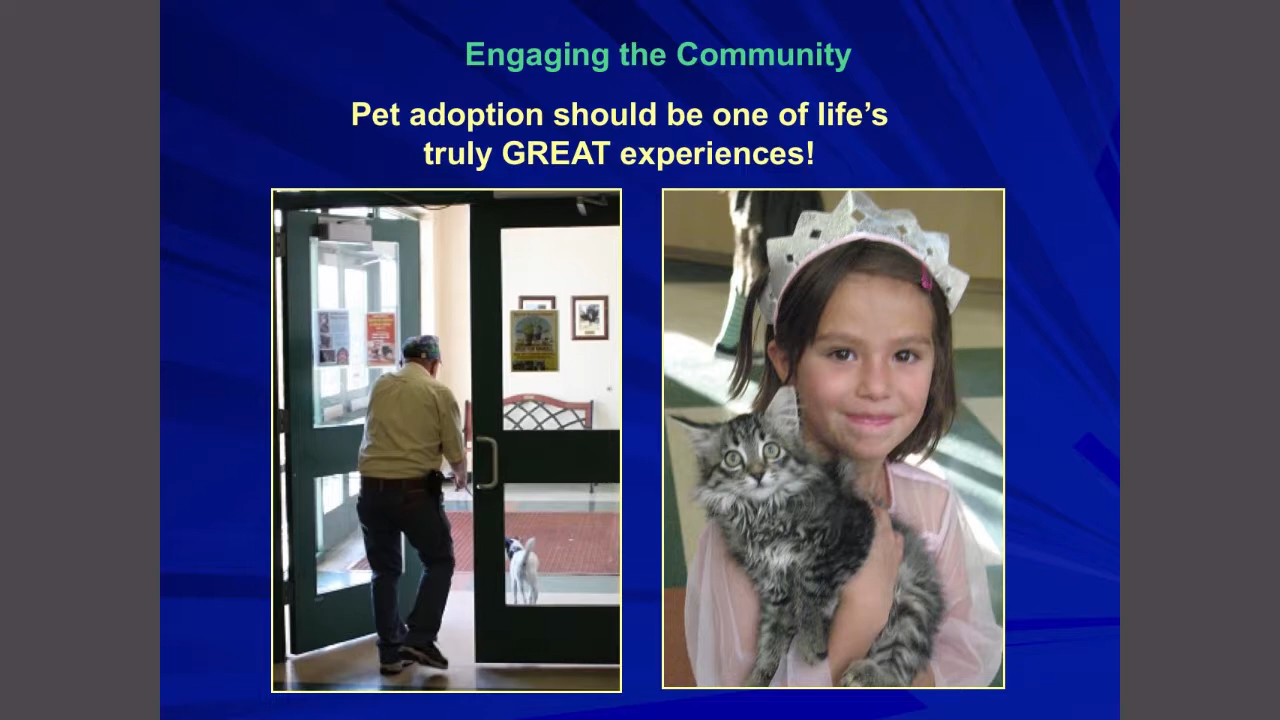 Engaging the Community
Pet adoption should be one of life’s
truly GREAT experiences!